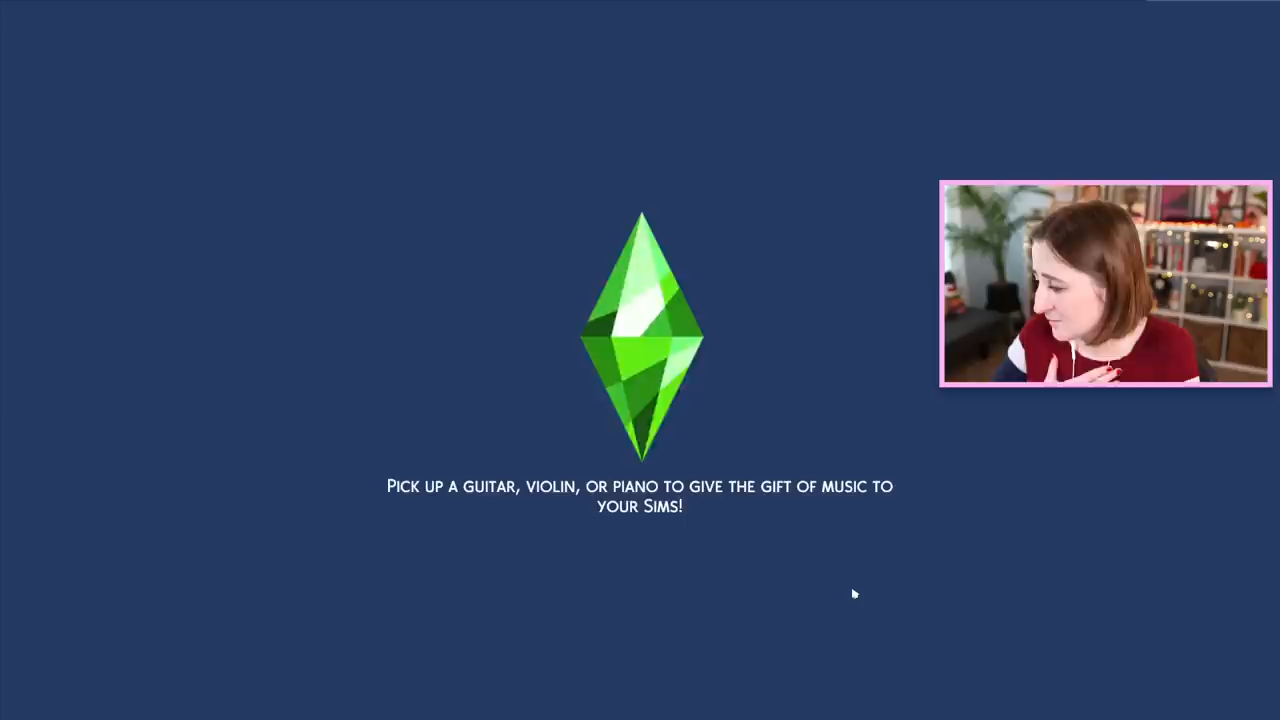 Pick up a guitar, violin, or piano to give the gift of music to
your Sims!